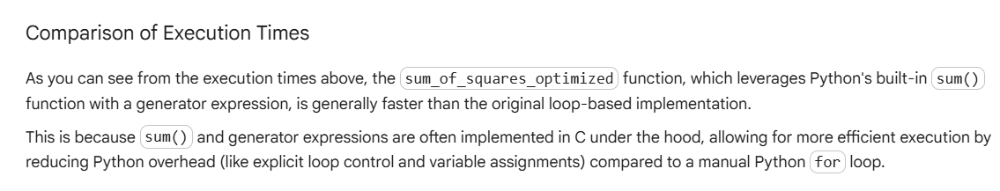 Comparison of Execution Times
As you can see from the execution times above, the sum_of_squares_optimized function, which leverages Python's built-in sum()
function with a generator expression, is generally faster than the original loop-based implementation.
This is because sum() and generator expressions are often implemented in C under the hood, allowing for more efficient execution by
reducing Python overhead (like explicit loop control and variable assignments) compared to a manual Python for loop.